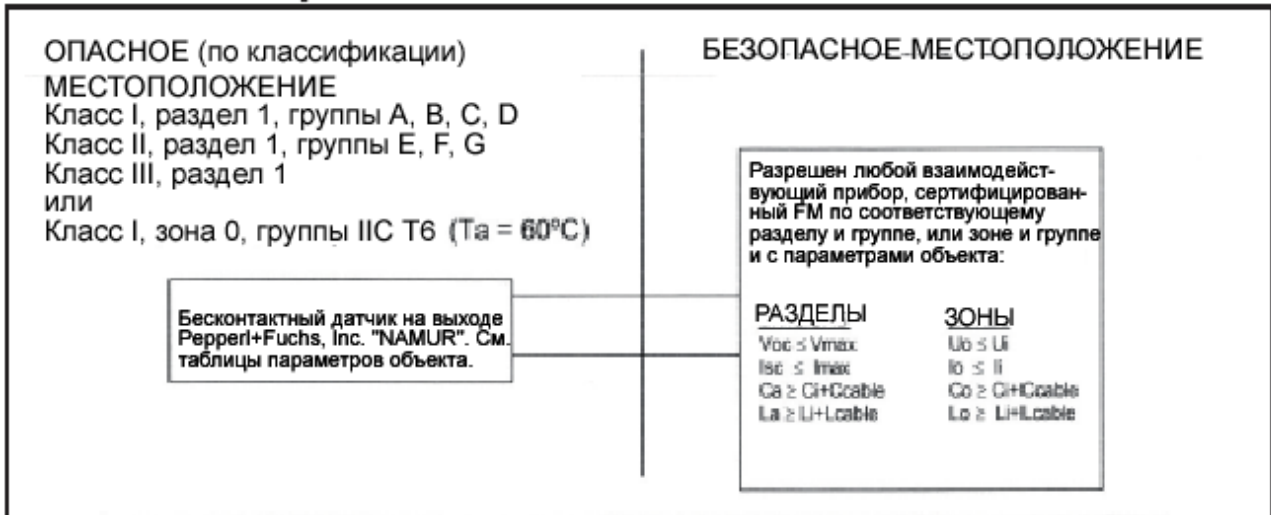 ОПАСНОЕ (по классификации)
МЕСТОПОЛОЖЕНИЕ
Класс I, раздел 1, группы A, B, C, D
Класс II, раздел 1, группы E, F, G
Класс III, раздел 1
или
Класс I, зона 0, группы IIC T6 (Ta = 60ºC)
Бесконтактный датчик на выходе
Pepperl+Fuchs, Inc. "NAMUR". См.
таблицы параметров объекта.
БЕЗОПАСНОЕ МЕСТОПОЛОЖЕНИЕ
Разрешен любой взаимодейст-
вующий прибор, сертифицирован-
ный FM по соответствующему
разделу и группе, или зоне и группе
и с параметрами объекта:
РАЗДЕЛЫ
Voc ≤ Vmax
Isc ≤ Imax
Ca ≥ Ci+Ccable
La ≥ Li+Lcable
ЗОНЫ
Uo ≤ Ui
Io ≤ Ii
Co ≥ Ci+Ccable
Lo ≥ Li+Lcable